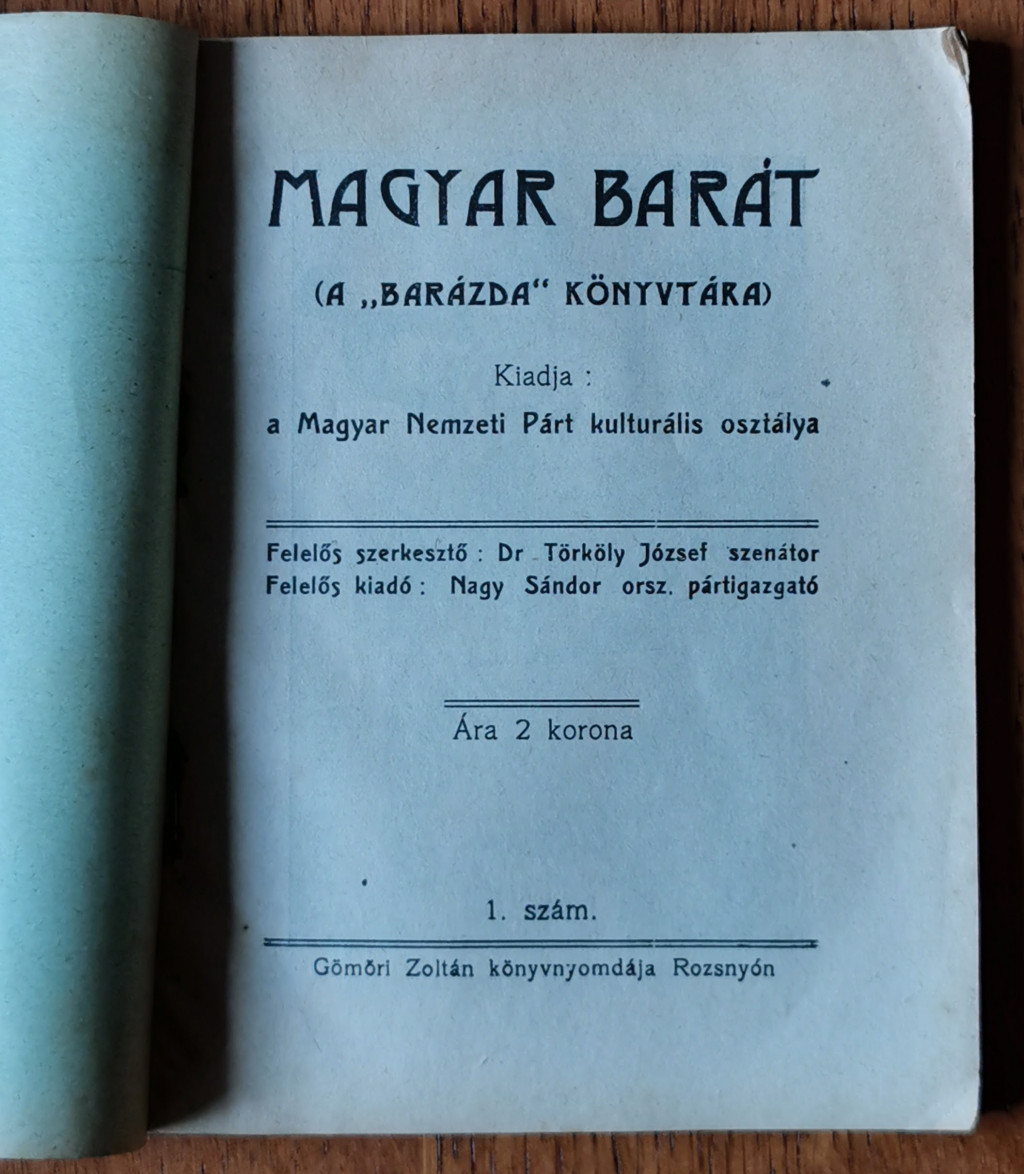 MAGYAR BARÁT
(A „BARÁZDA“ KÖNYVTÁRA)
Kiadja :
a Magyar Nemzeti Párt kulturális osztálya
Felelős szerkesztő : Dr Törköly József szenátor
Felelős kiadó : Nagy Sándor orsz. pártigazgató
Ára 2 korona
1. szám.
Gömöri Zoltán könyvnyomdája Rozsnyón